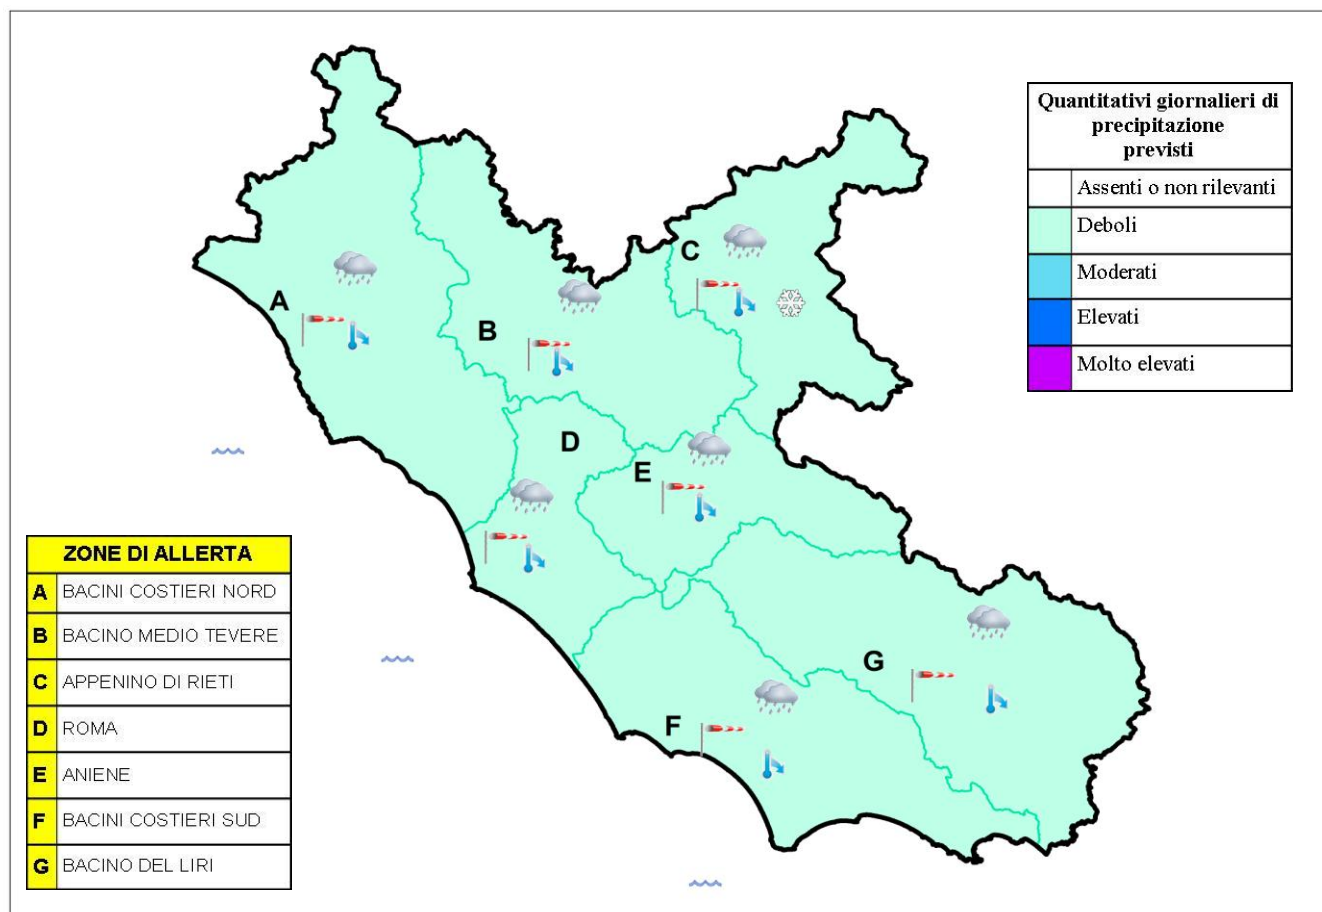 Quantitativi giornalieri di
precipitazione
previsti
Assenti o non rilevanti
Deboli
Moderati
Elevati
Molto elevati
C
A
B
D
E
G
F
ZONE DI ALLERTA
A BACINI COSTIERI NORD
B BACINO MEDIO TEVERE
C APPENINO DI RIETI
D ROMA
E ANIENE
F BACINI COSTIERI SUD
G BACINO DEL LIRI